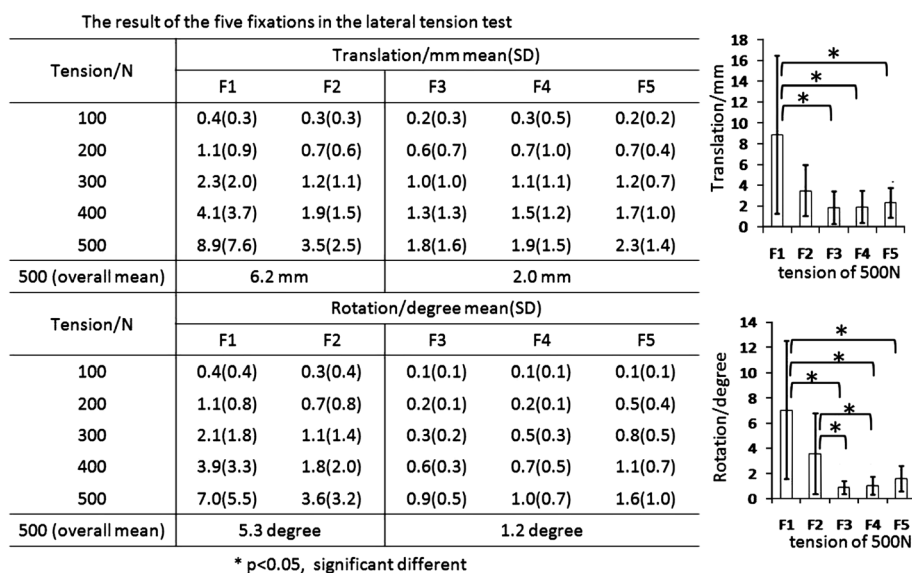 The result of the five fixations in the lateral tension test
Tension/N
Translation/mm mean(SD)
F1 F2 F3 F4 F5
100 0.4(0.3) 0.3(0.3) 0.2(0.3) 0.3(0.5) 0.2(0.2)
200 1.1(0.9) 0.7(0.6) 0.6(0.7) 0.7(1.0) 0.7(0.4)
300 2.3(2.0) 1.2(1.1) 1.0(1.0) 1.1(1.1) 1.2(0.7)
400 4.1(3.7) 1.9(1.5) 1.3(1.3) 1.5(1.2) 1.7(1.0)
500 8.9(7.6) 3.5(2.5) 1.8(1.6) 1.9(1.5) 2.3(1.4)
500 (overall mean) 6.2 mm 2.0 mm
Tension/N
Rotation/degree mean(SD)
F1 F2 F3 F4 F5
100 0.4(0.4) 0.3(0.4) 0.1(0.1) 0.1(0.1) 0.1(0.1)
200 1.1(0.8) 0.7(0.8) 0.2(0.1) 0.2(0.1) 0.5(0.4)
300 2.1(1.8) 1.1(1.4) 0.3(0.2) 0.5(0.3) 0.8(0.5)
400 3.9(3.3) 1.8(2.0) 0.6(0.3) 0.7(0.5) 1.1(0.7)
500 7.0(5.5) 3.6(3.2) 0.9(0.5) 1.0(0.7) 1.6(1.0)
500 (overall mean) 5.3 degree 1.2 degree
* p<0.05, significant different
Translation/mm
18
16
14
12
10
8
6
4
2
0
*
*
*
F1 F2 F3 F4 F5
tension of 500N
Rotation/degree
14
12
10
8
6
4
2
0
*
*
*
*
*
F1 F2 F3 F4 F5
tension of 500N